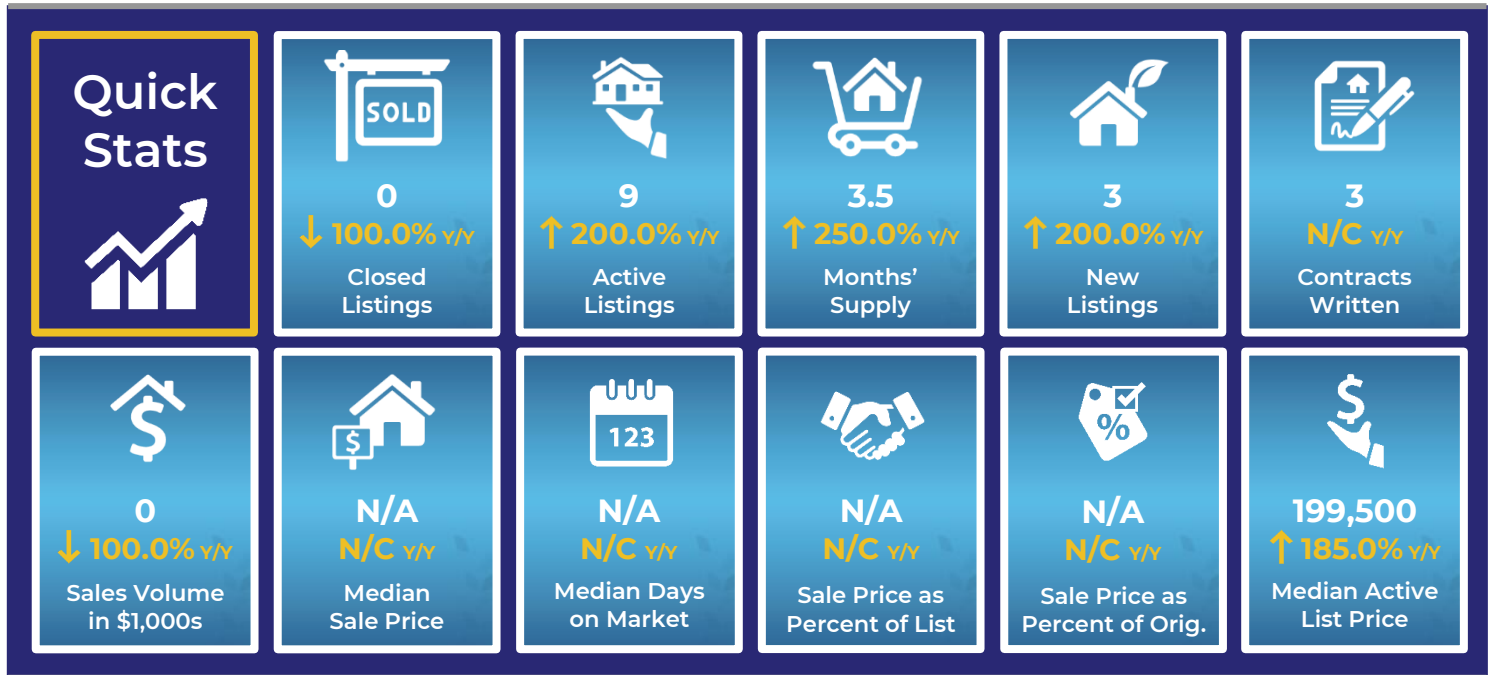 Quick
Stats
SOLD
0
↓ 100.0% Y/Y
Closed
Listings
9
↑ 200.0% Y/Y
Active
Listings
3.5
↑ 250.0% Y/Y
Months’
Supply
3
↑ 200.0% Y/Y
New
Listings
3
N/C Y/Y
Contracts
Written
$
0
↓ 100.0% Y/Y
Sales Volume
in $1,000s
$
N/A
N/C Y/Y
Median
Sale Price
123
N/A
N/C Y/Y
Median Days
on Market
N/A
N/C Y/Y
Sale Price as
Percent of List
%
N/A
N/C Y/Y
Sale Price as
Percent of Orig.
$
199,500
↑ 185.0% Y/Y
Median Active
List Price